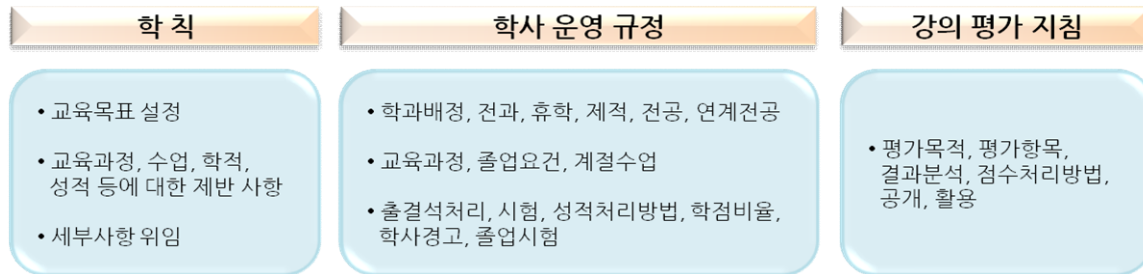 학 칙
• 교육목표 설정
• 교육과정, 수업, 학적,
성적 등에 대한 제반 사항
• 세부사항 위임
학사 운영 규정
• 학과배정, 전과, 휴학, 제적, 전공, 연계전공
• 교육과정, 졸업요건, 계절수업
• 출결석처리, 시험, 성적처리방법, 학점비율,
학사경고, 졸업시험
강의 평가 지침
• 평가목적, 평가항목,
결과분석, 점수처리방법,
공개, 활용